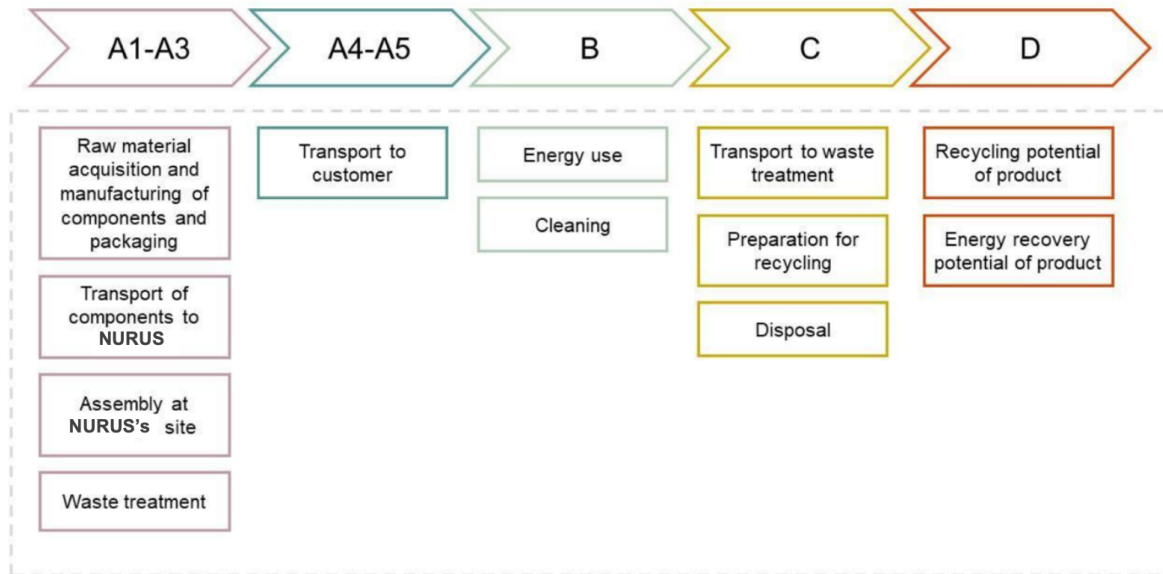 A1-A3
A4-A5
B
C
D
Raw material
acquisition and
manufacturing of
components and
packaging
Transport of
components to
NURUS
Assembly at
NURUS's site
Waste treatment
Transport to
customer
Energy use
Cleaning
Transport to waste
treatment
Preparation for
recycling
Disposal
Recycling potential
of product
Energy recovery
potential of product